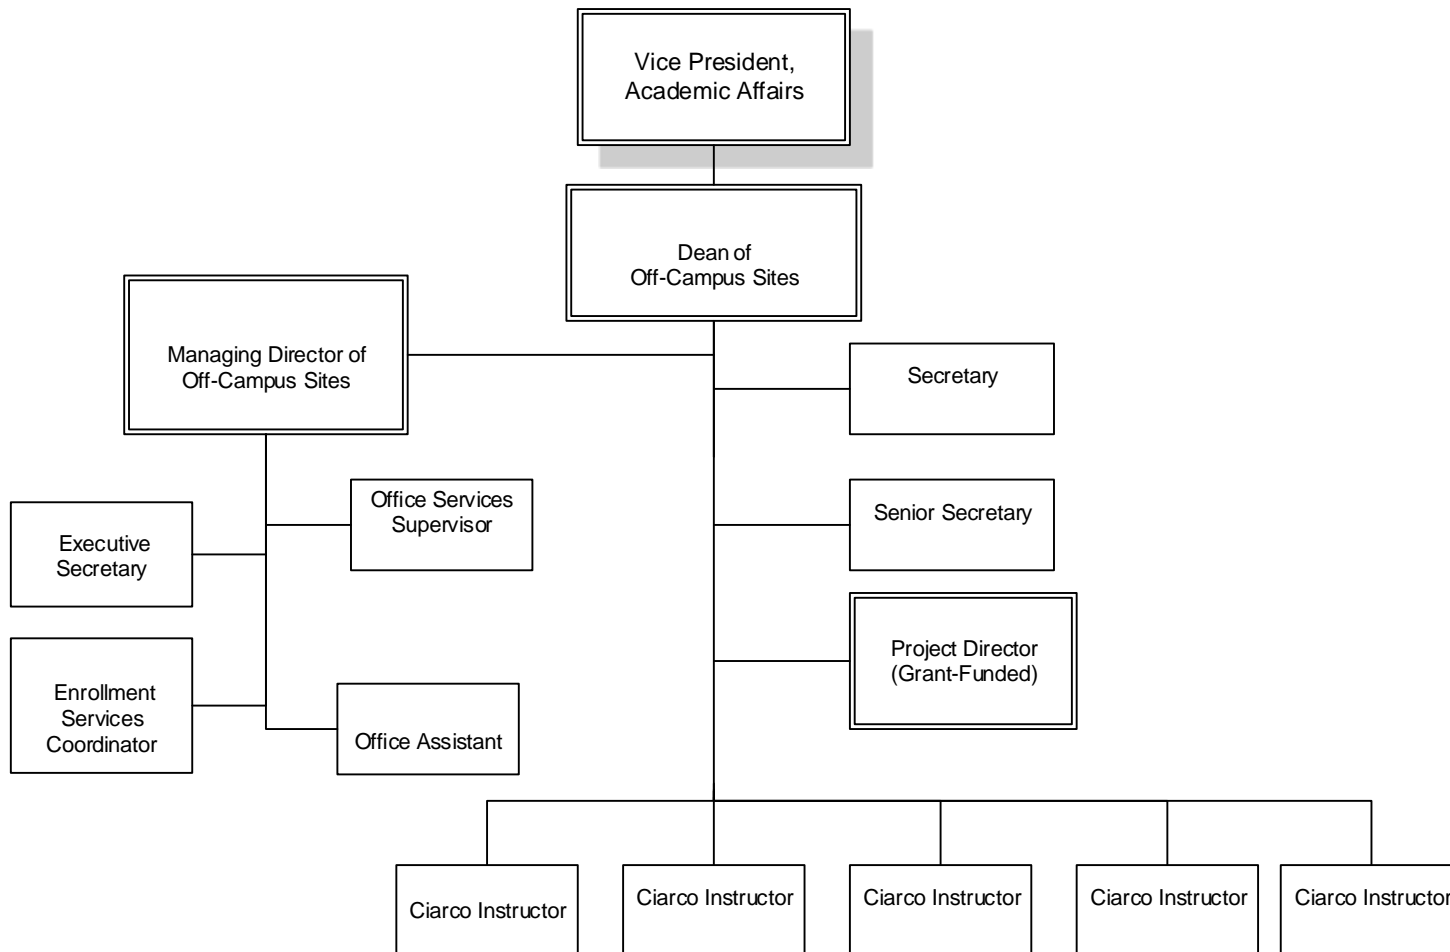 Vice President,
Academic Affairs
Dean of
Off-Campus Sites
Managing Director of
Off-Campus Sites
Secretary
Office Services
Supervisor
Senior Secretary
Executive
Secretary
Project Director
(Grant-Funded)
Enrollment
Services
Coordinator
Office Assistant
Ciarco Instructor
Ciarco Instructor
Ciarco Instructor
Ciarco Instructor
Ciarco Instructor